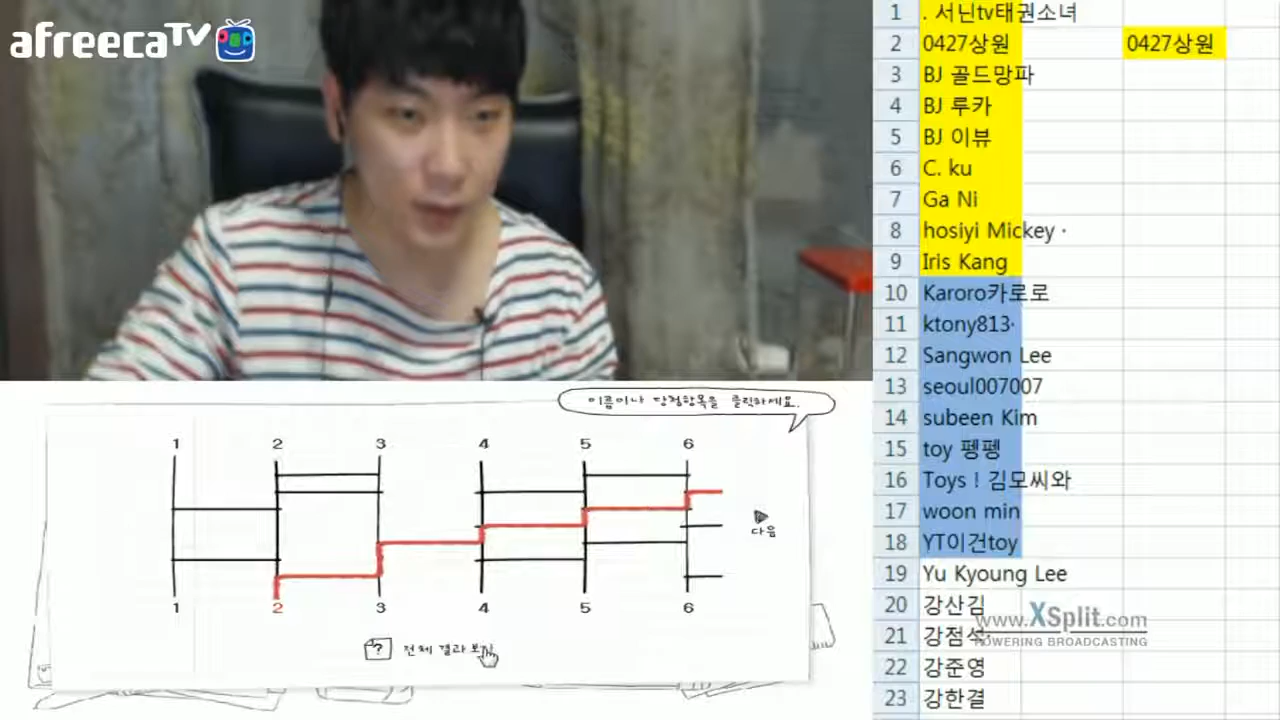 afreecaTV
1 . 서닌tv태권소녀
2 0427상원 0427상원
3 BJ 골드망파
4 BJ 루카
5 BJ 이뷰
6 C. ku
7 Ga Ni
8 hosiyi Mickey ·
9 Iris Kang
10 Karoro카로로
11 ktony813·
12 Sangwon Lee
13 seoul007007
14 subeen Kim
15 toy 펭펭
16 Toys ! 김모씨와
17 woon min
18 YT이건toy
19 Yu Kyoung Lee
20 강산김
21 강점석·
22 강준영
23 강한결
www.XSplit.com
POWERING BROADCASTING
이름이나 당첨항목을 클릭하세요.
1 2 3 4 5 6
다음
1 2 3 4 5 6
? 전체 결과 보기